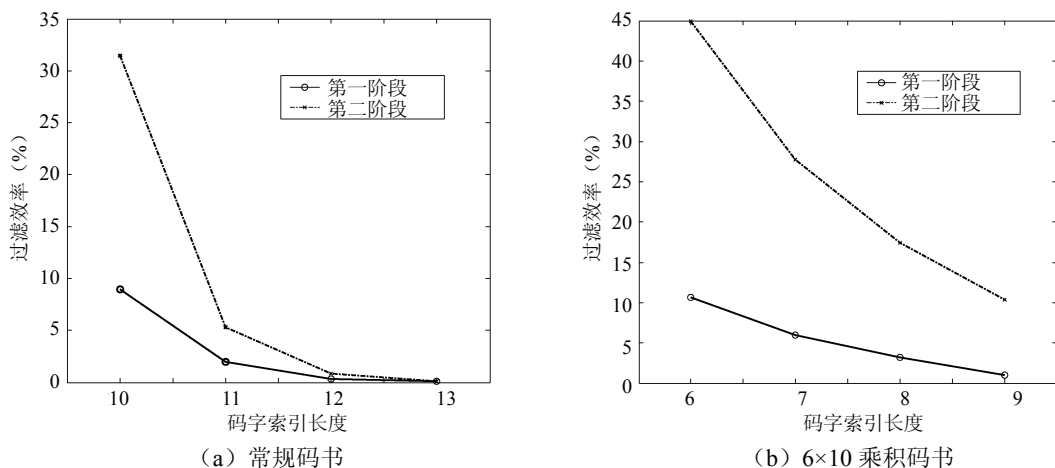 35
30
25
20
15
10
5
0
过滤效率（%）
第一阶段
第二阶段
10 11 12 13
码字索引长度
（a）常规码书
45
40
35
30
25
20
15
10
5
0
过滤效率（%）
第一阶段
第二阶段
6 7 8 9
码字索引长度
（b）6×10 乘积码书